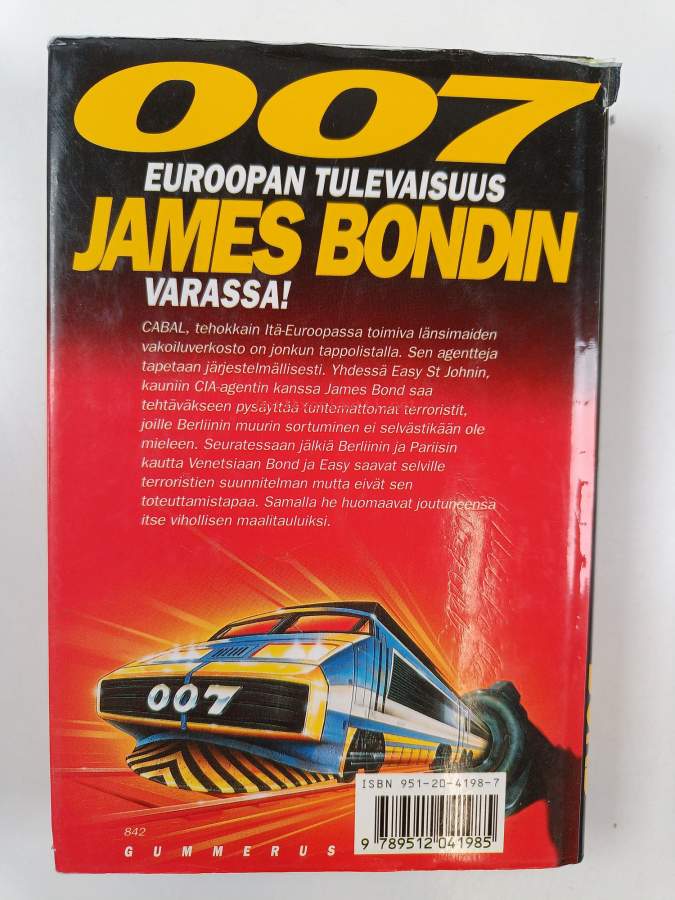 007
EUROOPAN TULEVAISUUS
JAMES BONDIN
VARASSA!
CABAL, tehokkain Itä-Euroopassa toimiva länsimaiden
vakoiluverkosto on jonkun tappolistalla. Sen agentteja
tapetaan järjestelmällisesti. Yhdessä Easy St Johnin,
kauniin CIA-agentin kanssa James Bond saa
tehtäväkseen pysäyttää tuntemattomat terroristit,
joille Berliinin muurin sortuminen ei selvästikään ole
mieleen. Seuratessaan jälkiä Berliinin ja Pariisin
kautta Venetsiaan Bond ja Easy saavat selville
terroristien suunnitelman mutta eivät sen
toteuttamistapaa. Samalla he huomaavat joutuneensa
itse vihollisen maalitauluiksi.
007
ISBN 951-20-4198-7
842
GUMMERUS
9 789512 041985